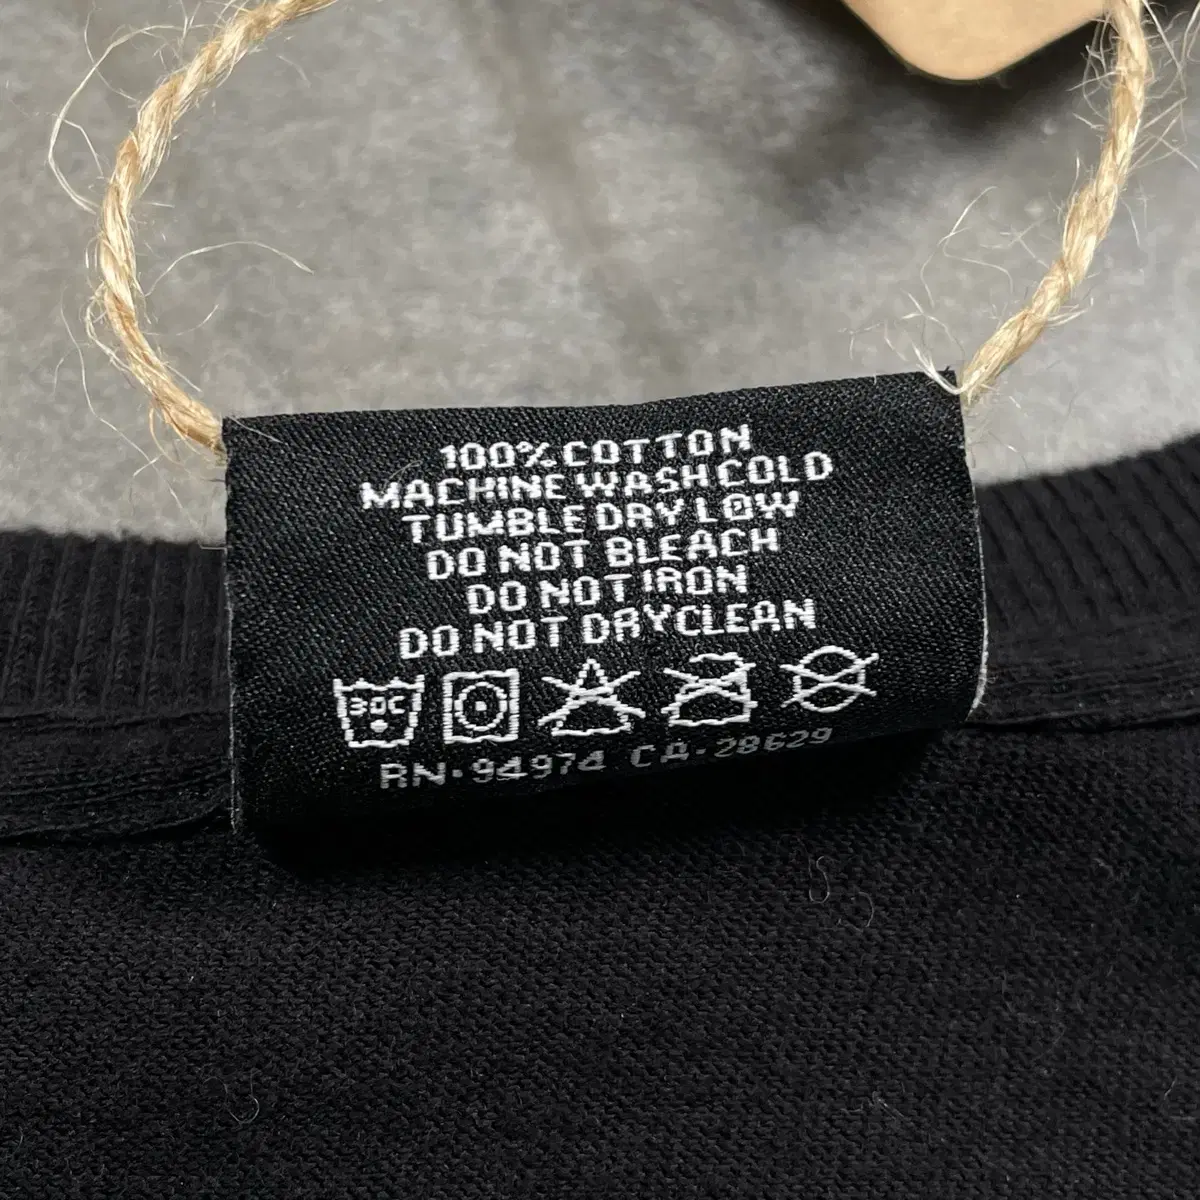 100% COTTON
MACHINE WASH COLD
TUMBLE DRY LOW
DO NOT BLEACH
DO NOT IRON
DO NOT DRYCLEAN
30C
RN·94974 CA·28629